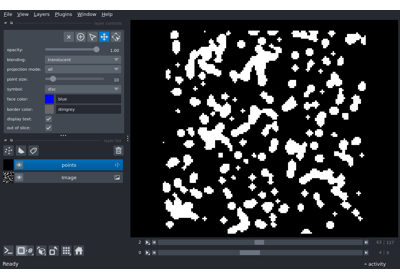 File View Layers Plugins Window Help
layer controls
opacity: 1.00
blending: translucent
projection mode: all
point size: 10
symbol: disc
face color: blue
border color: dimgrey
display text:
out of slice:
layer list
points
Image
2
0
Ready
activity